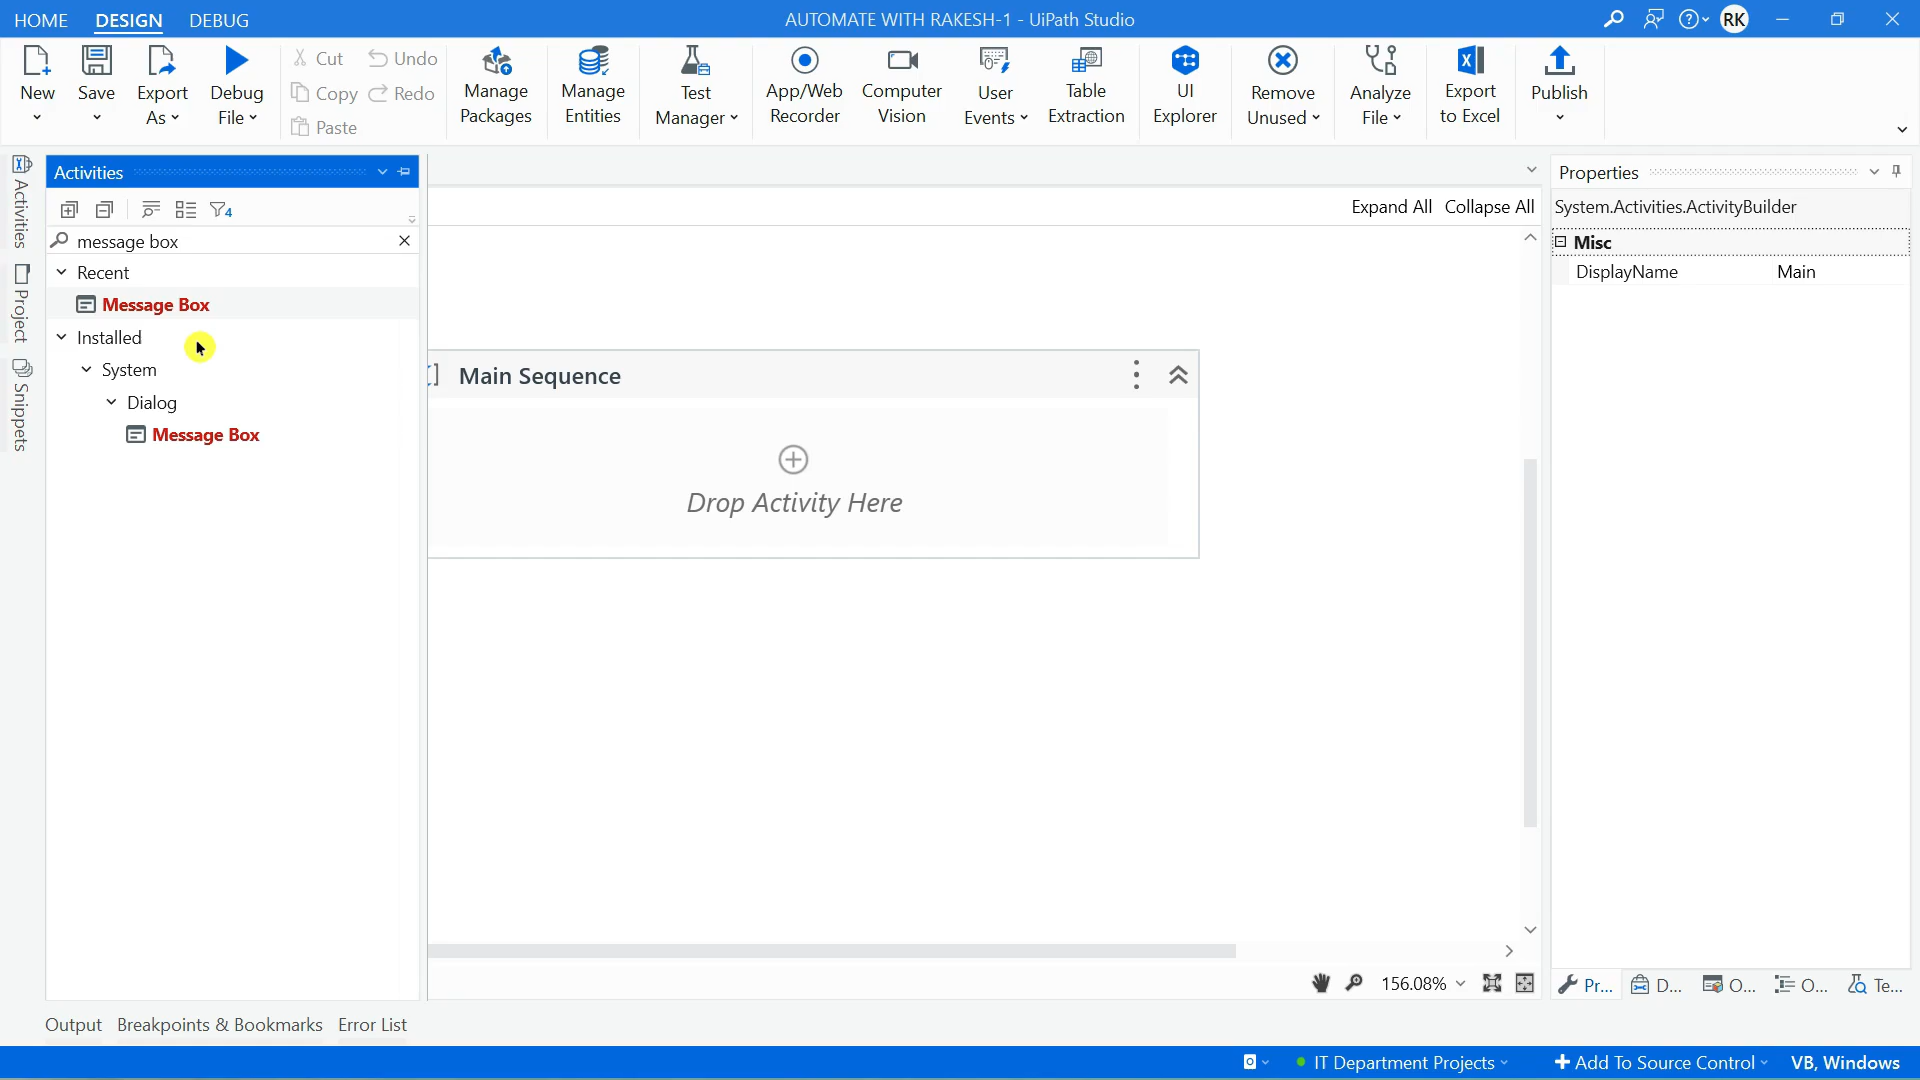 HOME DESIGN DEBUG
AUTOMATE WITH RAKESH-1 - UiPath Studio
RK
New
Save
Export As
Debug File
Cut
Copy
Paste
Undo
Redo
Manage Packages
Manage Entities
Test Manager
App/Web Recorder
Computer Vision
User Events
Table Extraction
UI Explorer
Remove Unused
Analyze File
Export to Excel
Publish
Activities
Project
Snippets
Activities
4
message box
Recent
Message Box
Installed
System
Dialog
Message Box
Expand All Collapse All
Main Sequence
Drop Activity Here
156.08%
Properties
System.Activities.ActivityBuilder
Misc
DisplayName Main
Pr... D... O... O... Te...
Output Breakpoints & Bookmarks Error List
IT Department Projects
Add To Source Control
VB, Windows